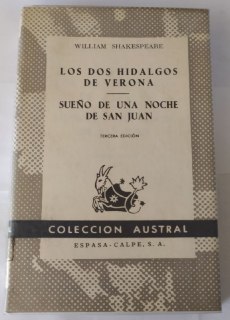 WILLIAM SHAKESPEARE
LOS DOS HIDALGOS
DE VERONA
SUEÑO DE UNA NOCHE
DE SAN JUAN
TERCERA EDICIÓN
COLECCION AUSTRAL
ESPASA-CALPE, S. A.